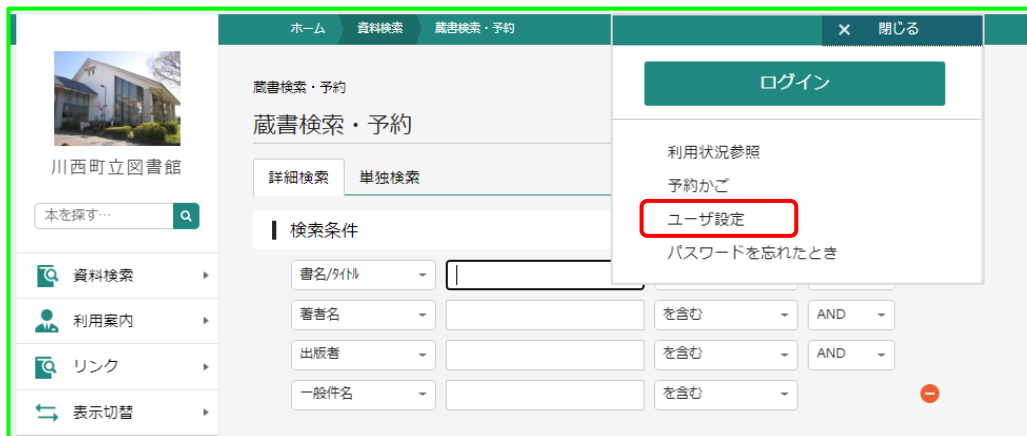 ホーム 資料検索 蔵書検索・予約
× 閉じる
ログイン
利用状況参照
予約かご
ユーザ設定
パスワードを忘れたとき
川西町立図書館
本を探す…
資料検索
利用案内
リンク
表示切替
蔵書検索・予約
蔵書検索・予約
詳細検索 単独検索
検索条件
書名/ﾀｲﾄﾙ
著者名 を含む AND
出版者 を含む AND
一般件名 を含む